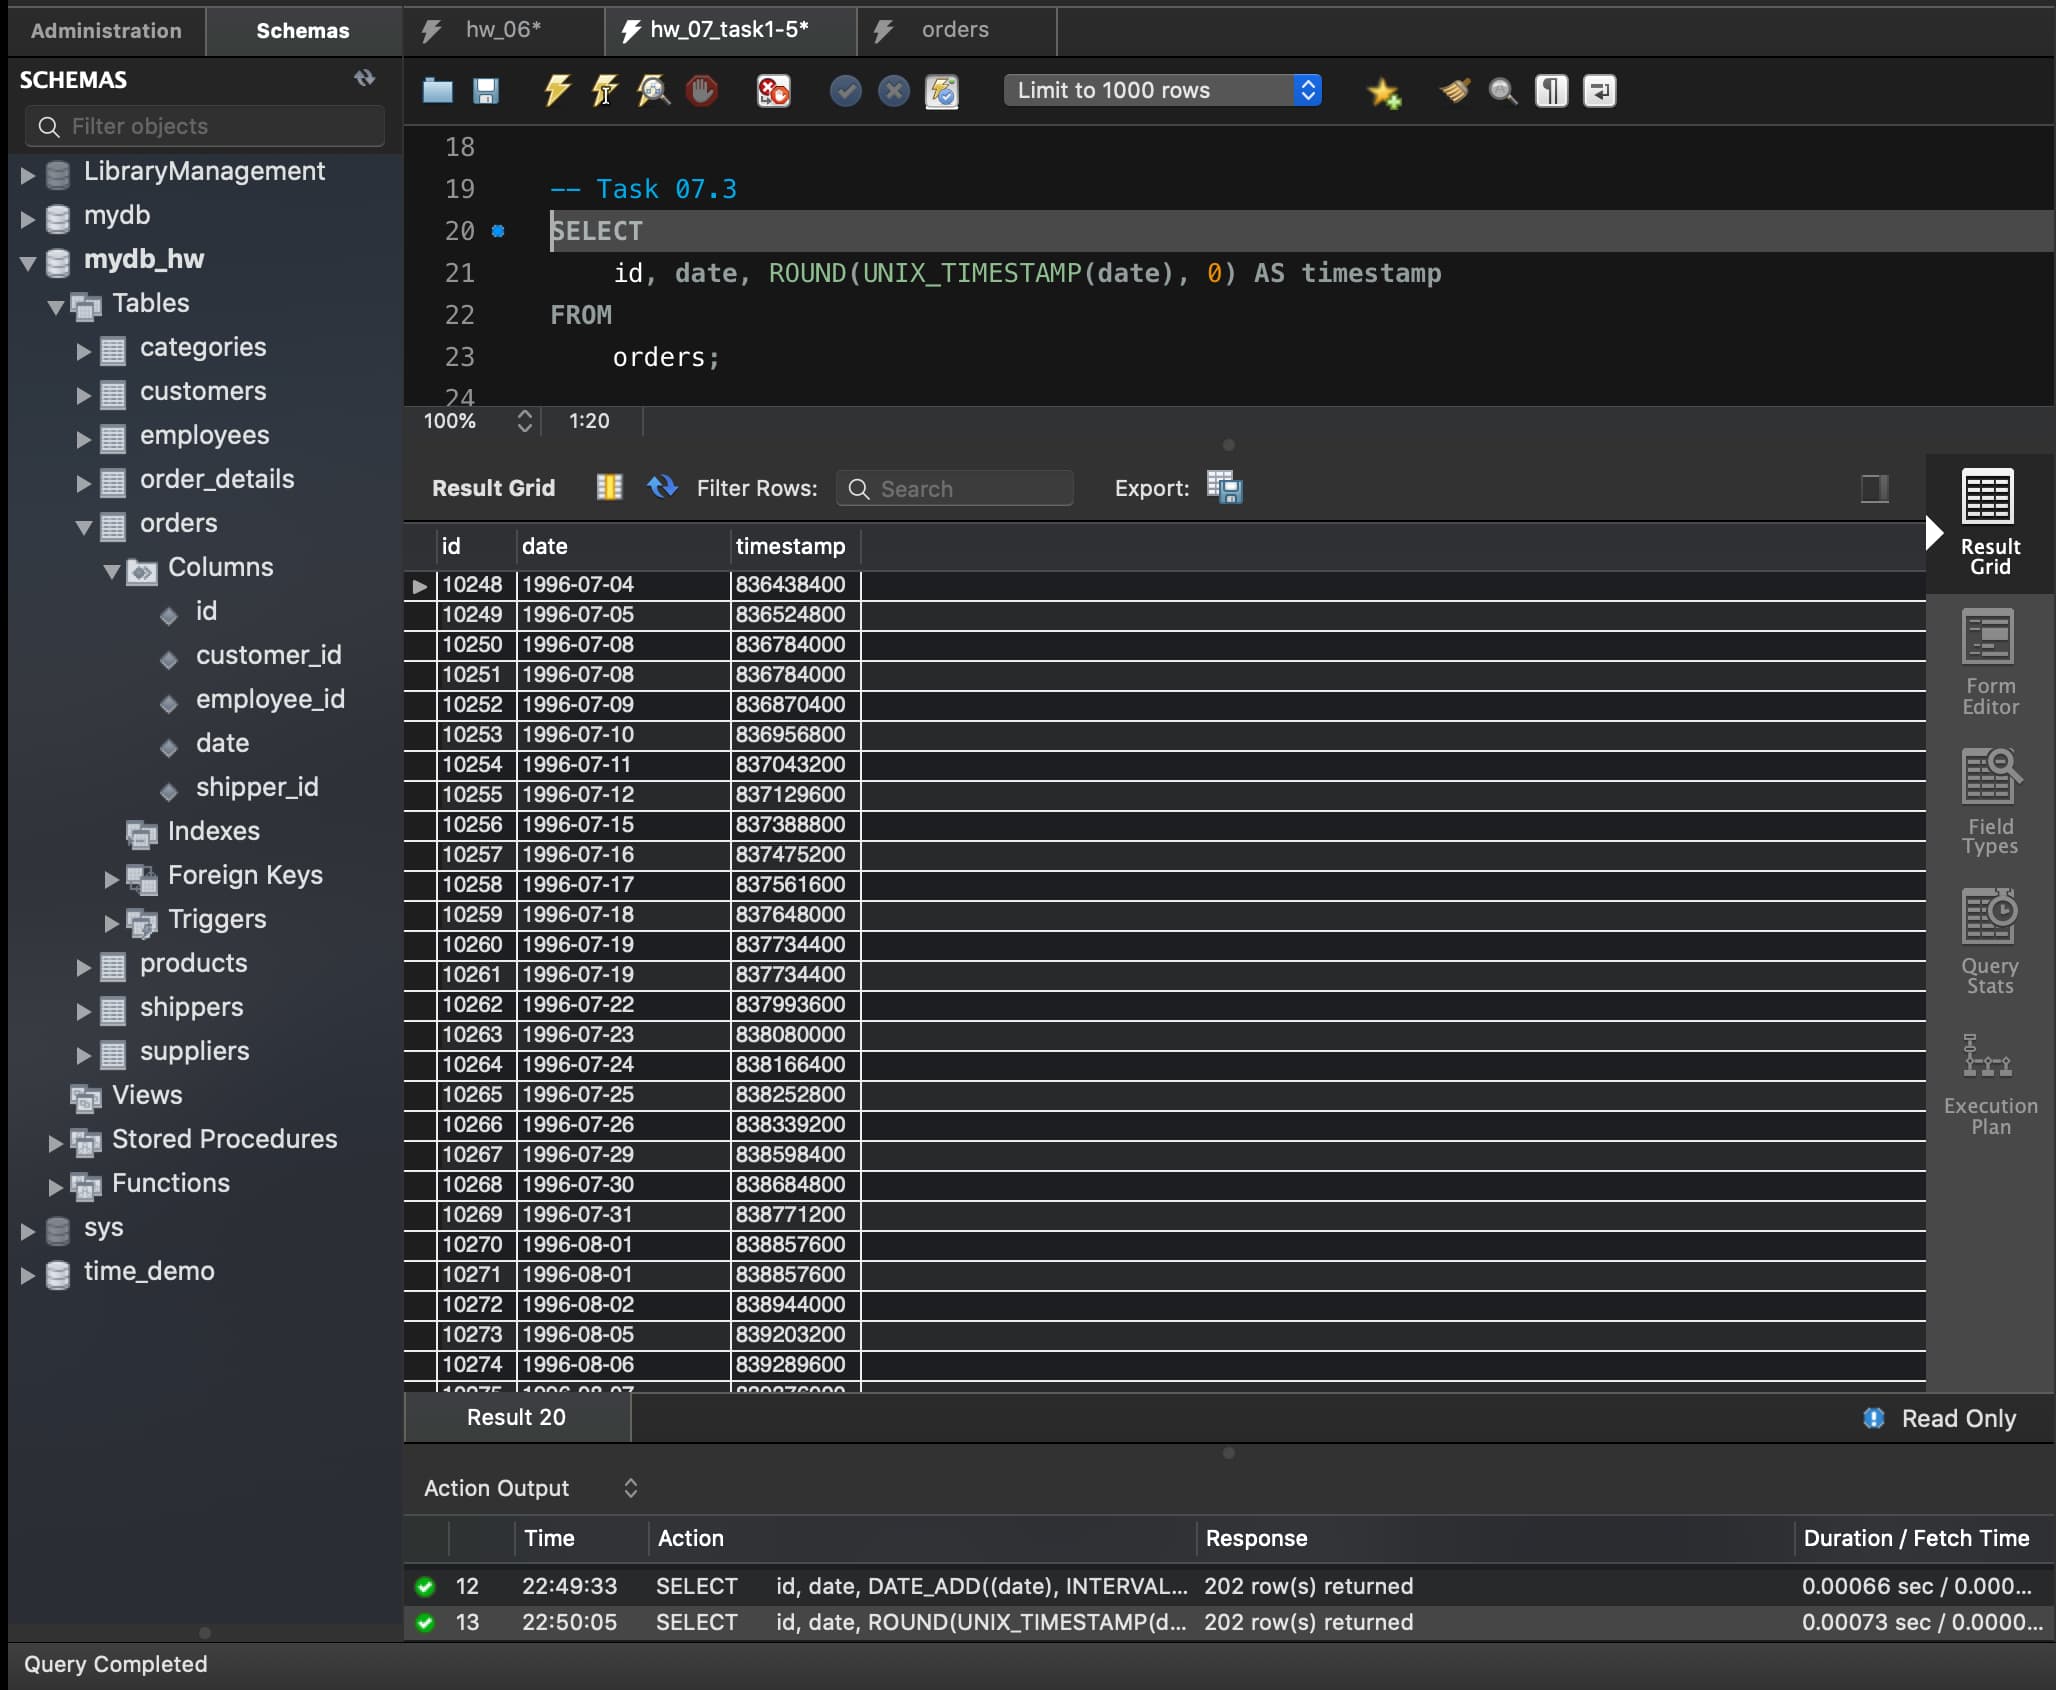 Administration
Schemas
hw_06*
hw_07_task1-5*
orders
SCHEMAS
Filter objects
LibraryManagement
mydb
mydb_hw
Tables
categories
customers
employees
order_details
orders
Columns
id
customer_id
employee_id
date
shipper_id
Indexes
Foreign Keys
Triggers
products
shippers
suppliers
Views
Stored Procedures
Functions
sys
time_demo
Limit to 1000 rows
18
19 -- Task 07.3
20 SELECT
21 id, date, ROUND(UNIX_TIMESTAMP(date), 0) AS timestamp
22 FROM
23 orders;
24
100% 1:20
Result Grid Filter Rows: Search Export:
id date timestamp
10248 1996-07-04 836438400
10249 1996-07-05 836524800
10250 1996-07-08 836784000
10251 1996-07-08 836784000
10252 1996-07-09 836870400
10253 1996-07-10 836956800
10254 1996-07-11 837043200
10255 1996-07-12 837129600
10256 1996-07-15 837388800
10257 1996-07-16 837475200
10258 1996-07-17 837561600
10259 1996-07-18 837648000
10260 1996-07-19 837734400
10261 1996-07-19 837734400
10262 1996-07-22 837993600
10263 1996-07-23 838080000
10264 1996-07-24 838166400
10265 1996-07-25 838252800
10266 1996-07-26 838339200
10267 1996-07-29 838598400
10268 1996-07-30 838684800
10269 1996-07-31 838771200
10270 1996-08-01 838857600
10271 1996-08-01 838857600
10272 1996-08-02 838944000
10273 1996-08-05 839203200
10274 1996-08-06 839289600
Result
Grid
Form
Editor
Field
Types
Query
Stats
Execution
Plan
Result 20
Read Only
Action Output
Time Action Response Duration / Fetch Time
12 22:49:33 SELECT id, date, DATE_ADD((date), INTERVAL... 202 row(s) returned 0.00066 sec / 0.000...
13 22:50:05 SELECT id, date, ROUND(UNIX_TIMESTAMP(d... 202 row(s) returned 0.00073 sec / 0.0000...
Query Completed